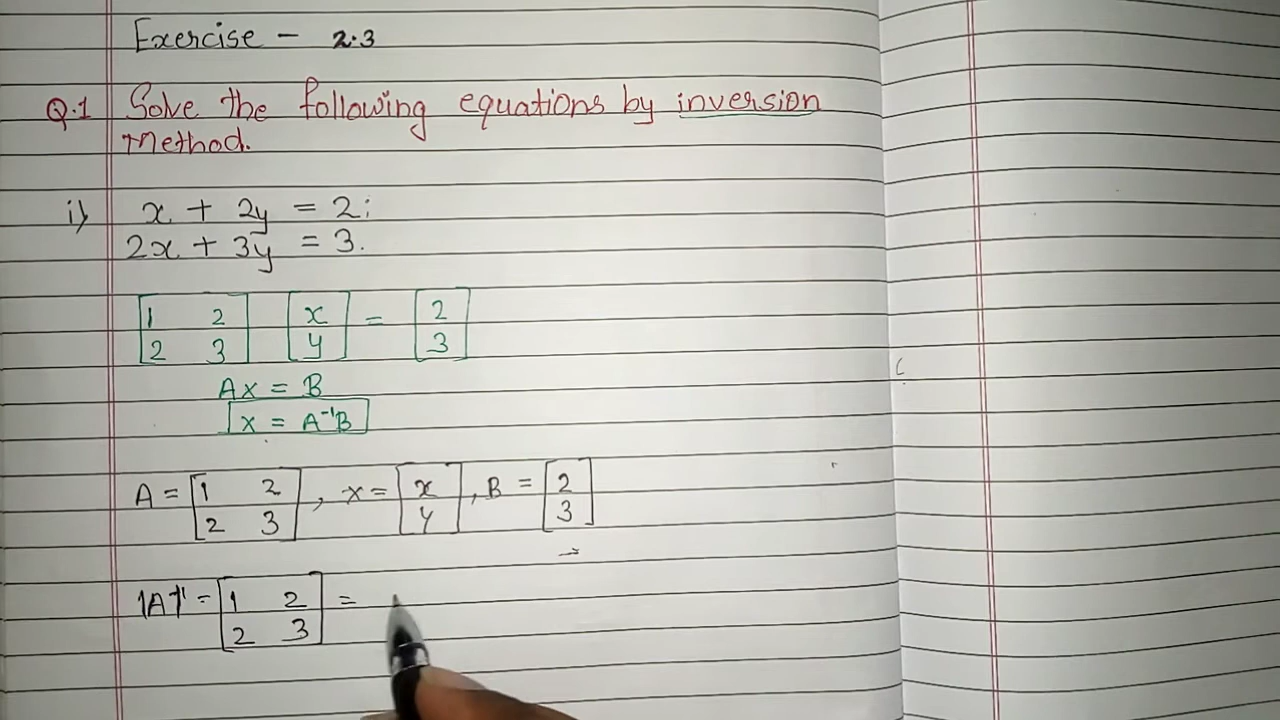 Exercise - 2.3
Q.1 Solve the following equations by inversion
Method.
i) x + 2y = 2;
2x + 3y = 3.
[1 2
2 3] [x
y] = [2
3]
AX = B
X = A⁻¹B
A = [1 2
2 3], X = [x
y], B = [2
3]
|A| = [1 2
2 3] =